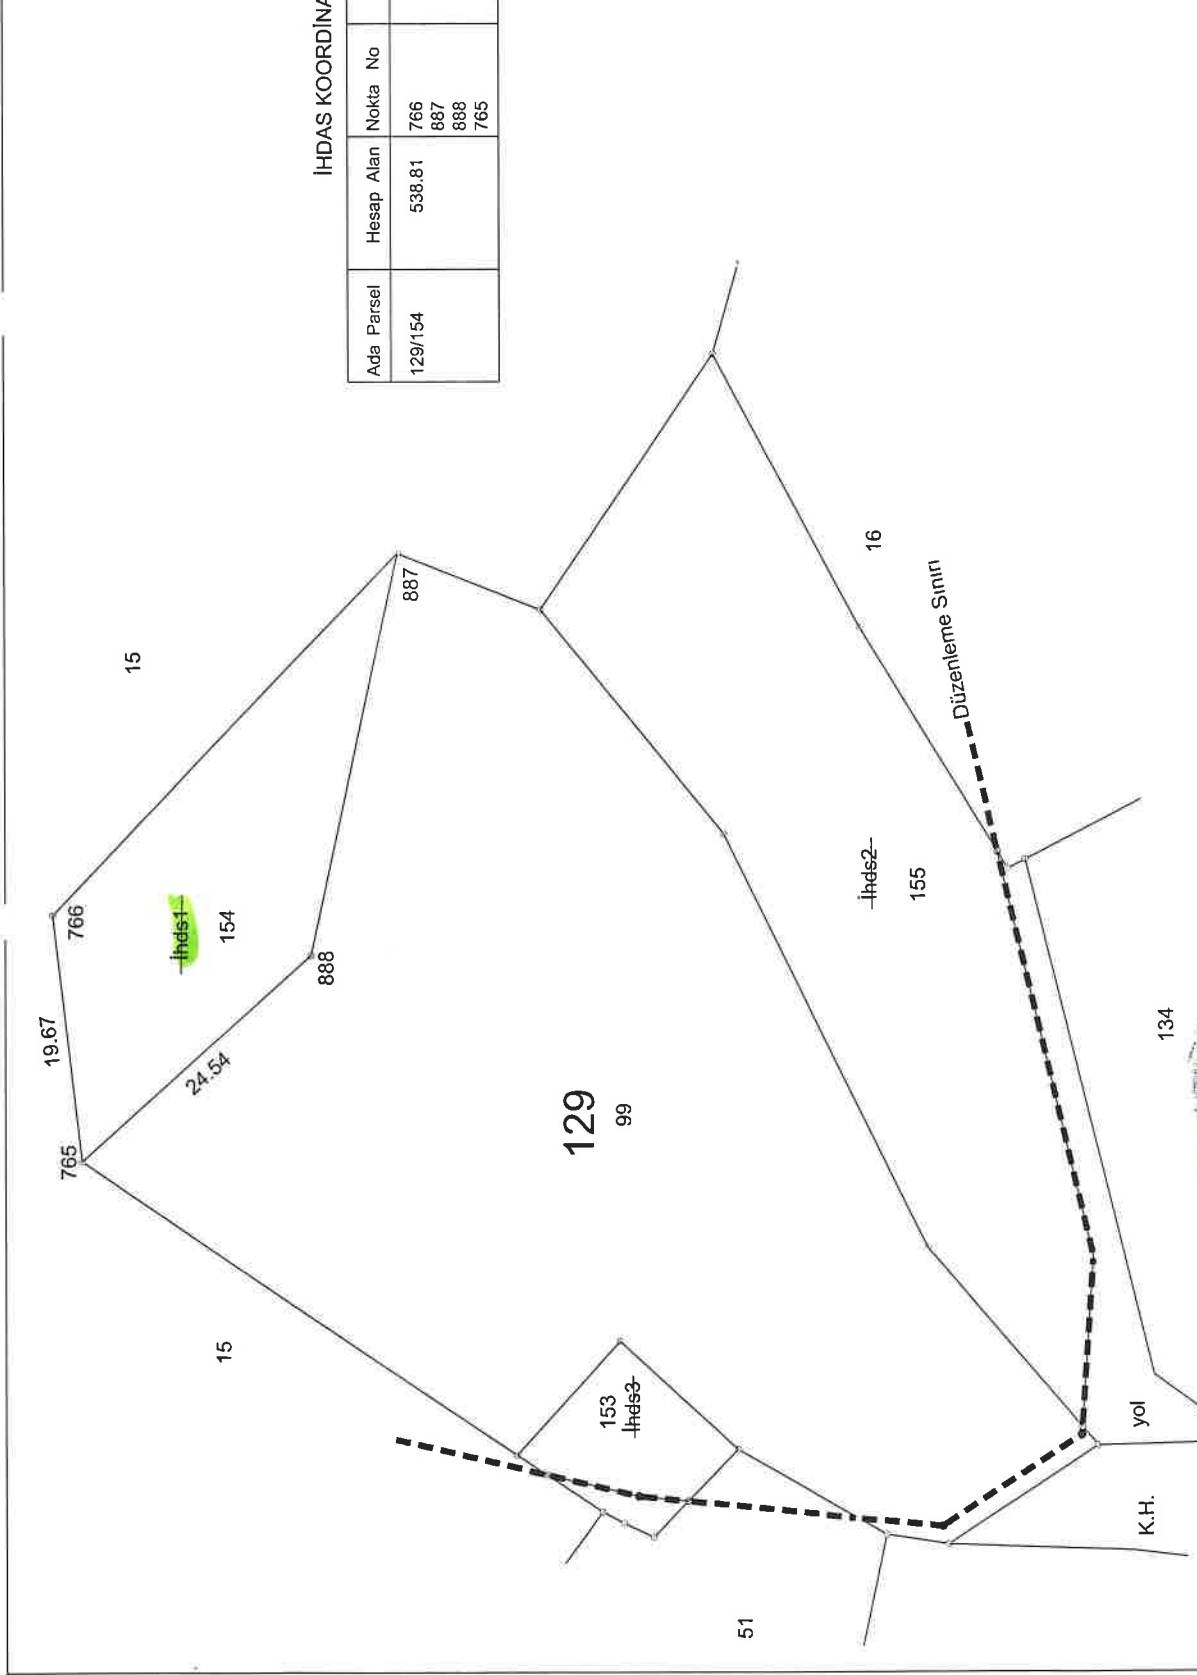 İHDAS KOORDİNA
Ada Parsel Hesap Alan Nokta No
129/154 538.81 766
887
888
765
15
766
19.67
İhds1
154
765
24.54
888
887
15
129
99
16
Düzenleme Sınırı
İhds2
155
153
İhds3
134
yol
K.H.
51